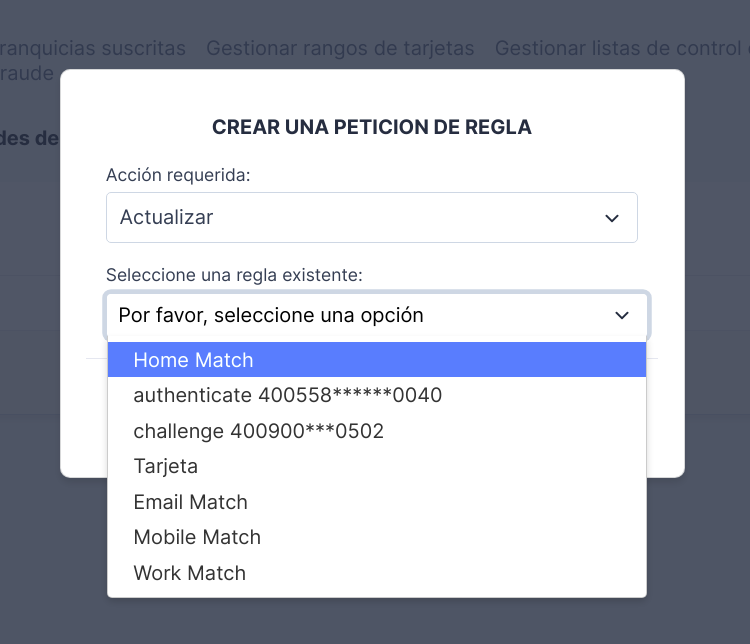 ranquicias suscritas Gestionar rangos de tarjetas Gestionar listas de control
raude
des de
CREAR UNA PETICION DE REGLA
Acción requerida:
Actualizar
Seleccione una regla existente:
Por favor, seleccione una opción
Home Match
authenticate 400558******0040
challenge 400900***0502
Tarjeta
Email Match
Mobile Match
Work Match